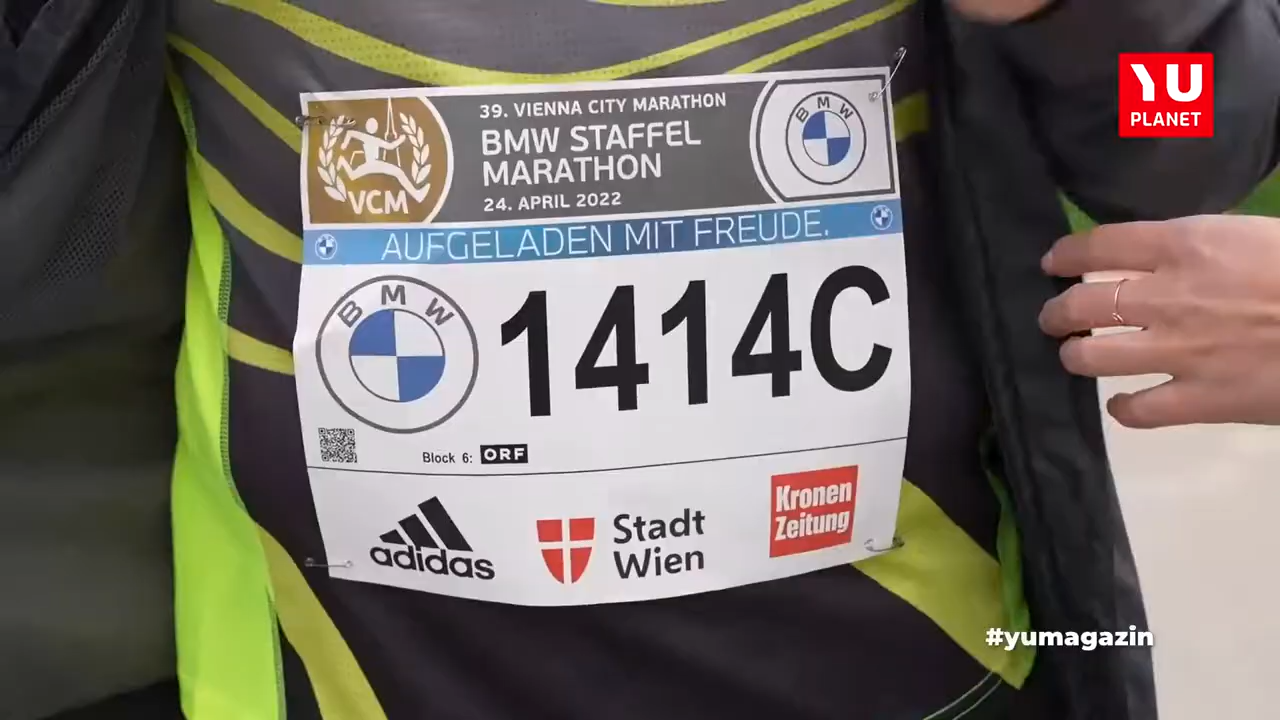 YU
PLANET
39. VIENNA CITY MARATHON
BMW STAFFEL
MARATHON
24. APRIL 2022
VCM
BMW
AUFGELADEN MIT FREUDE.
BMW
1414C
Block 6: ORF
adidas
Stadt
Wien
Kronen
Zeitung
#yumagazin